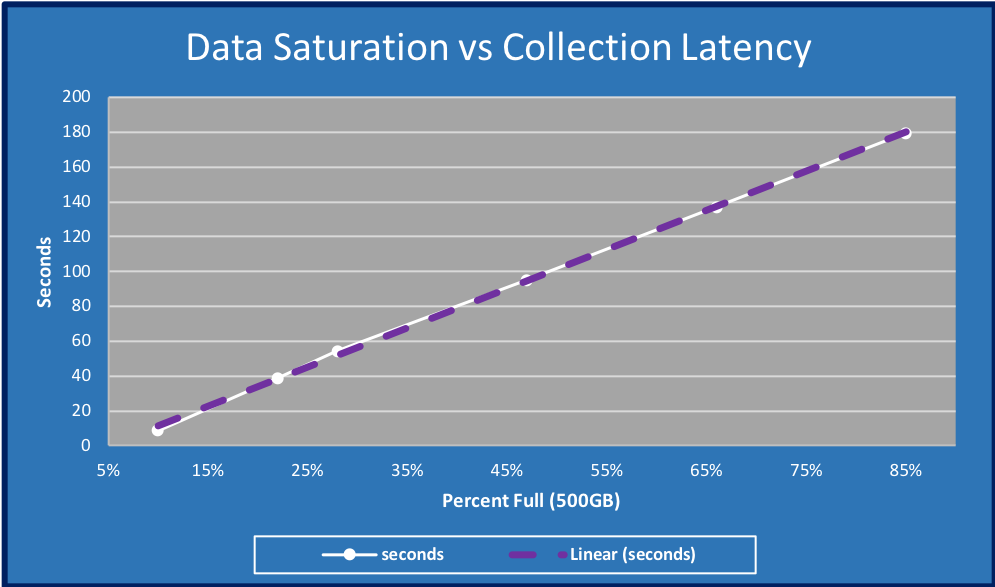 Data Saturation vs Collection Latency
200
180
160
140
120
100
80
60
40
20
0
Seconds
5% 15% 25% 35% 45% 55% 65% 75% 85%
Percent Full (500GB)
seconds Linear (seconds)